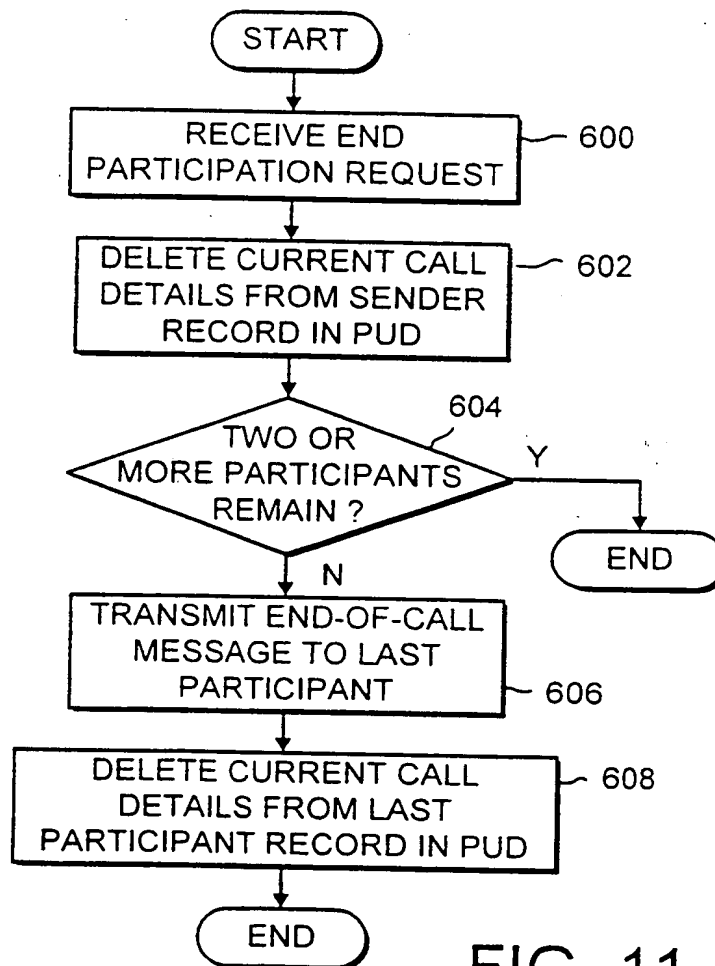 START
RECEIVE END
PARTICIPATION REQUEST
600
DELETE CURRENT CALL
DETAILS FROM SENDER
RECORD IN PUD
602
604
TWO OR
MORE PARTICIPANTS
REMAIN ?
Y
END
N
TRANSMIT END-OF-CALL
MESSAGE TO LAST
PARTICIPANT
606
DELETE CURRENT CALL
DETAILS FROM LAST
PARTICIPANT RECORD IN PUD
608
END
FIG. 11